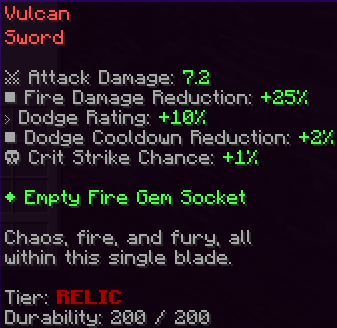 Vulcan
Sword
Attack Damage: 7.2
Fire Damage Reduction: +25%
Dodge Rating: +10%
Dodge Cooldown Reduction: +2%
Crit Strike Chance: +1%
Empty Fire Gem Socket
Chaos, fire, and fury, all
within this single blade.
Tier: RELIC
Durability: 200 / 200